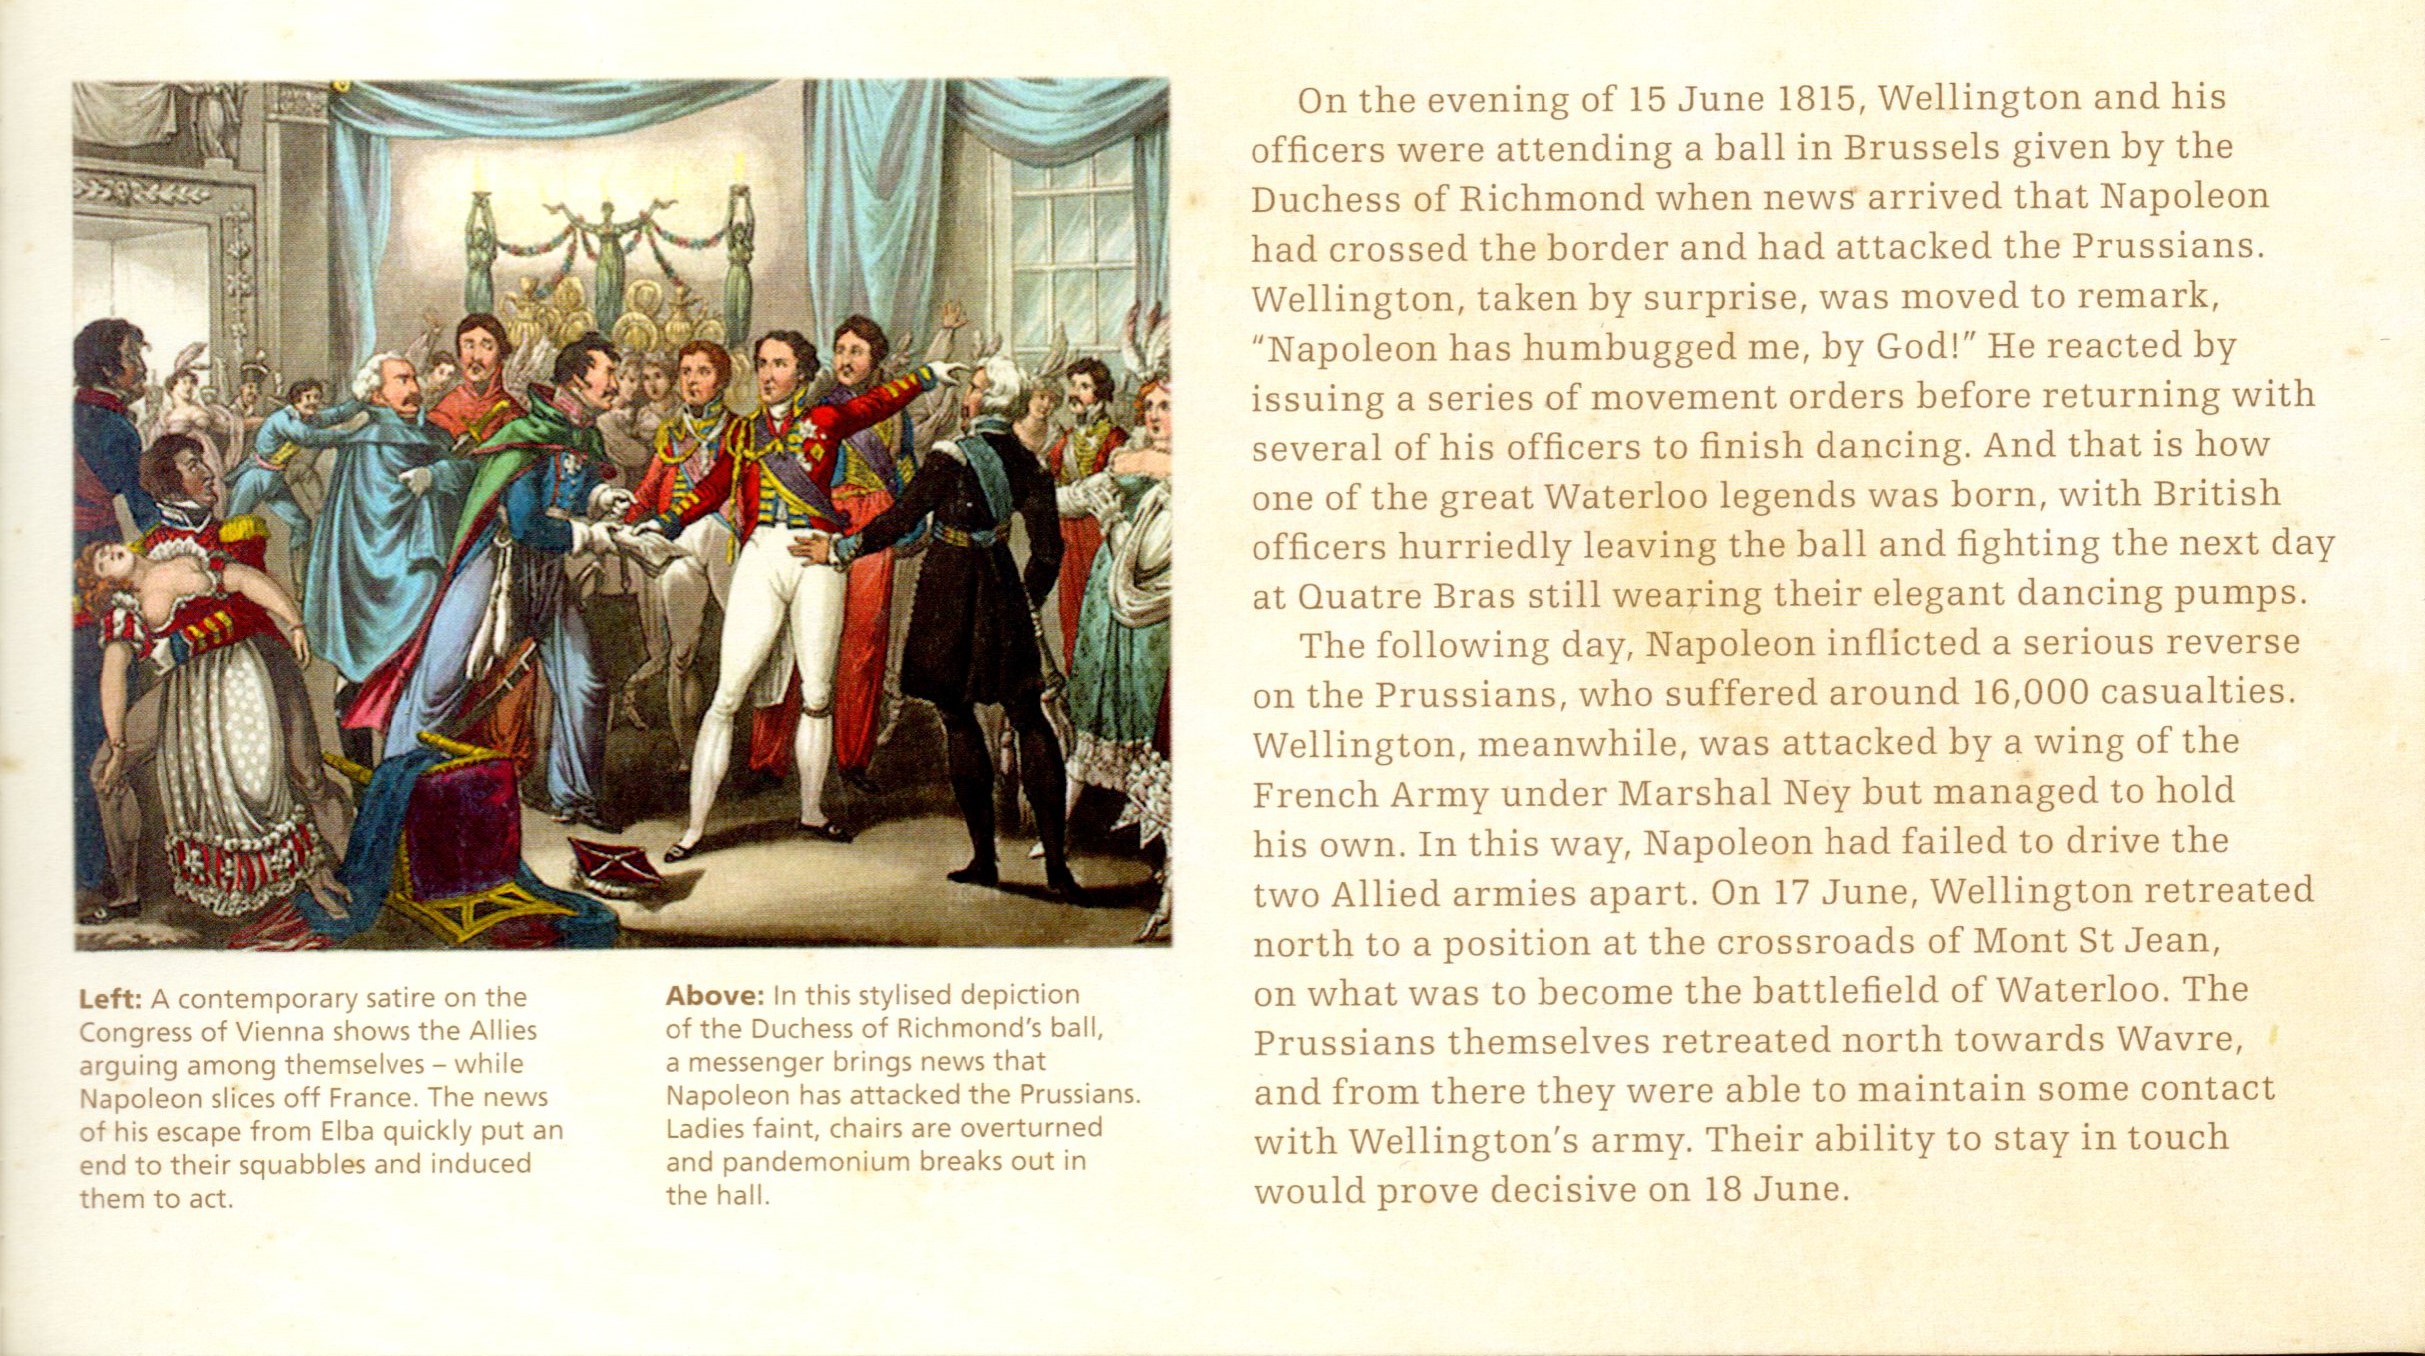 On the evening of 15 June 1815, Wellington and his
officers were attending a ball in Brussels given by the
Duchess of Richmond when news arrived that Napoleon
had crossed the border and had attacked the Prussians.
Wellington, taken by surprise, was moved to remark,
“Napoleon has humbugged me, by God!” He reacted by
issuing a series of movement orders before returning with
several of his officers to finish dancing. And that is how
one of the great Waterloo legends was born, with British
officers hurriedly leaving the ball and fighting the next day
at Quatre Bras still wearing their elegant dancing pumps.
The following day, Napoleon inflicted a serious reverse
on the Prussians, who suffered around 16,000 casualties.
Wellington, meanwhile, was attacked by a wing of the
French Army under Marshal Ney but managed to hold
his own. In this way, Napoleon had failed to drive the
two Allied armies apart. On 17 June, Wellington retreated
north to a position at the crossroads of Mont St Jean,
on what was to become the battlefield of Waterloo. The
Prussians themselves retreated north towards Wavre,
and from there they were able to maintain some contact
with Wellington’s army. Their ability to stay in touch
would prove decisive on 18 June.
Left: A contemporary satire on the
Congress of Vienna shows the Allies
arguing among themselves – while
Napoleon slices off France. The news
of his escape from Elba quickly put an
end to their squabbles and induced
them to act.
Above: In this stylised depiction
of the Duchess of Richmond’s ball,
a messenger brings news that
Napoleon has attacked the Prussians.
Ladies faint, chairs are overturned
and pandemonium breaks out in
the hall.